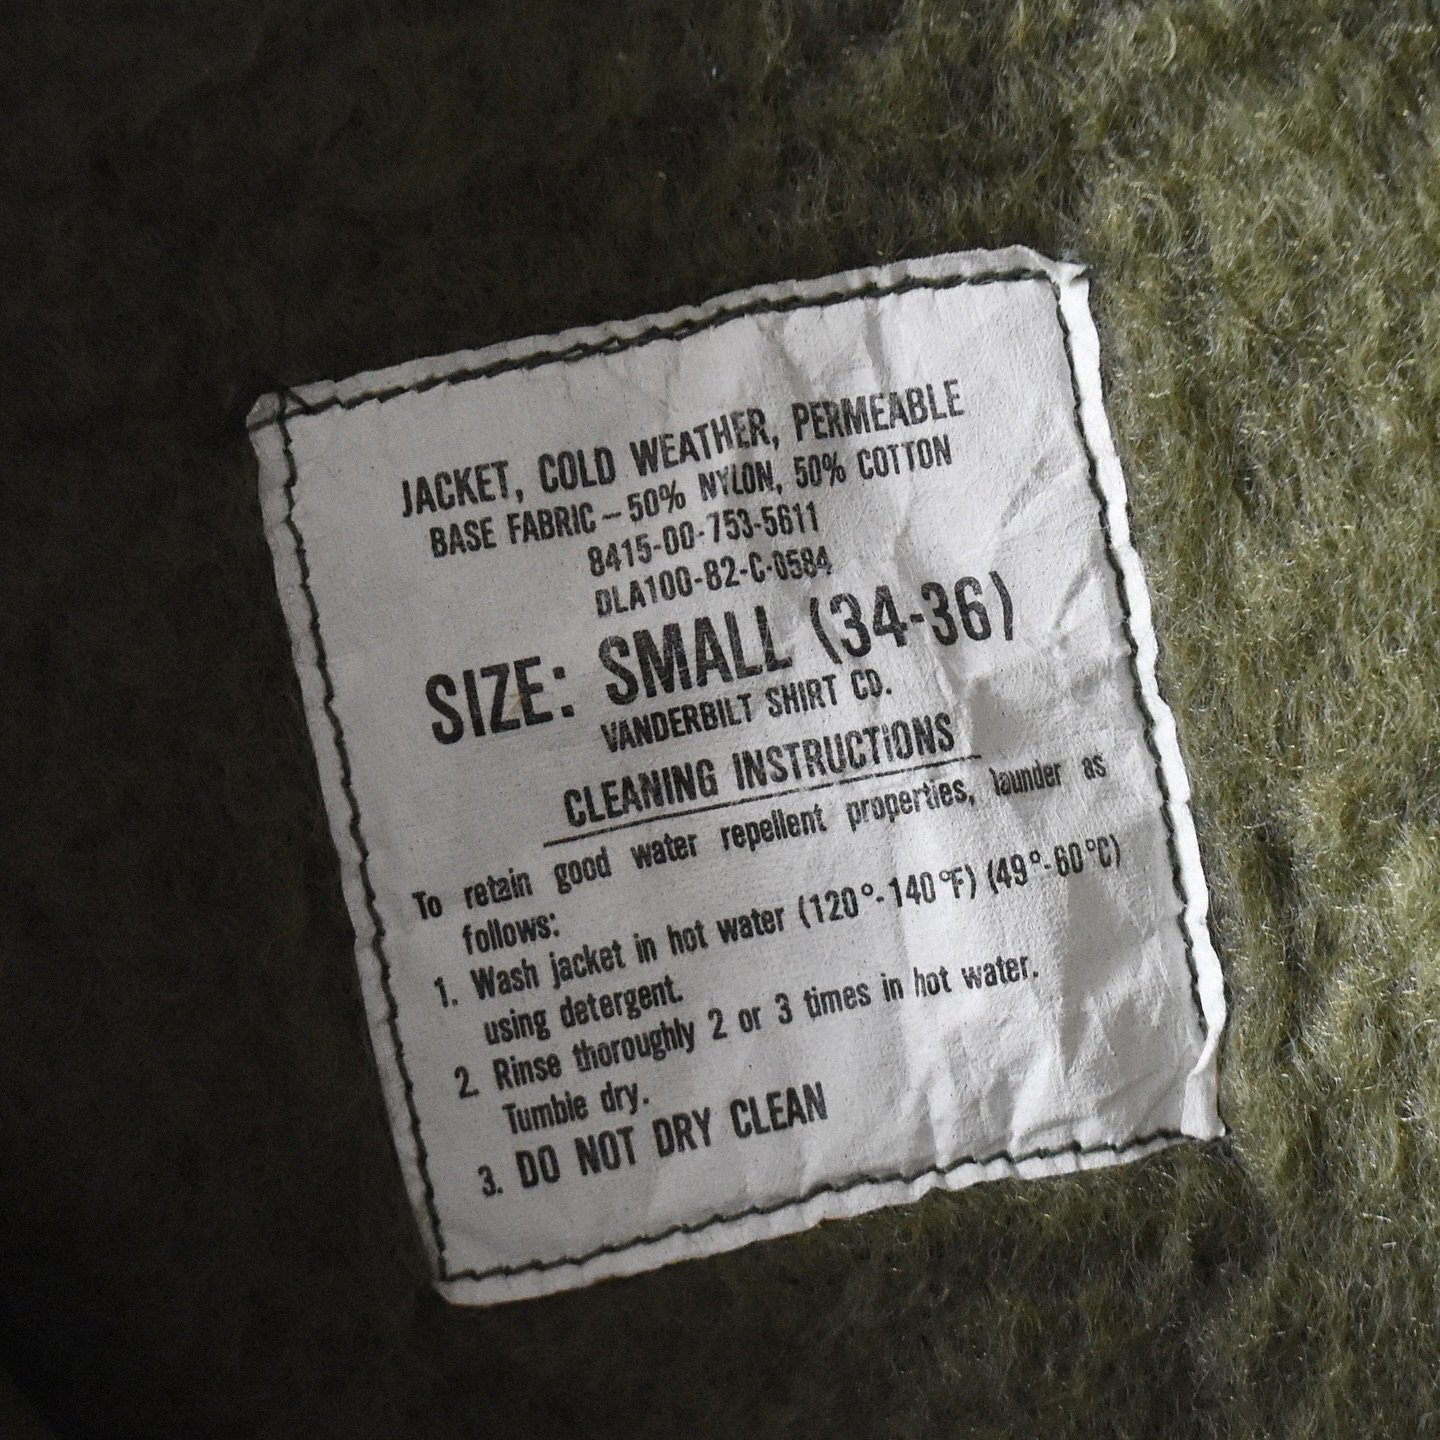 JACKET, COLD WEATHER, PERMEABLE
BASE FABRIC – 50% NYLON, 50% COTTON
8415-00-753-5611
DLA100-82-C-0584
SIZE: SMALL (34-36)
VANDERBILT SHIRT CO.
CLEANING INSTRUCTIONS
To retain good water repellent properties, launder as
follows:
1. Wash jacket in hot water (120°-140°F) (49°-60°C)
using detergent.
2. Rinse thoroughly 2 or 3 times in hot water.
Tumble dry.
3. DO NOT DRY CLEAN